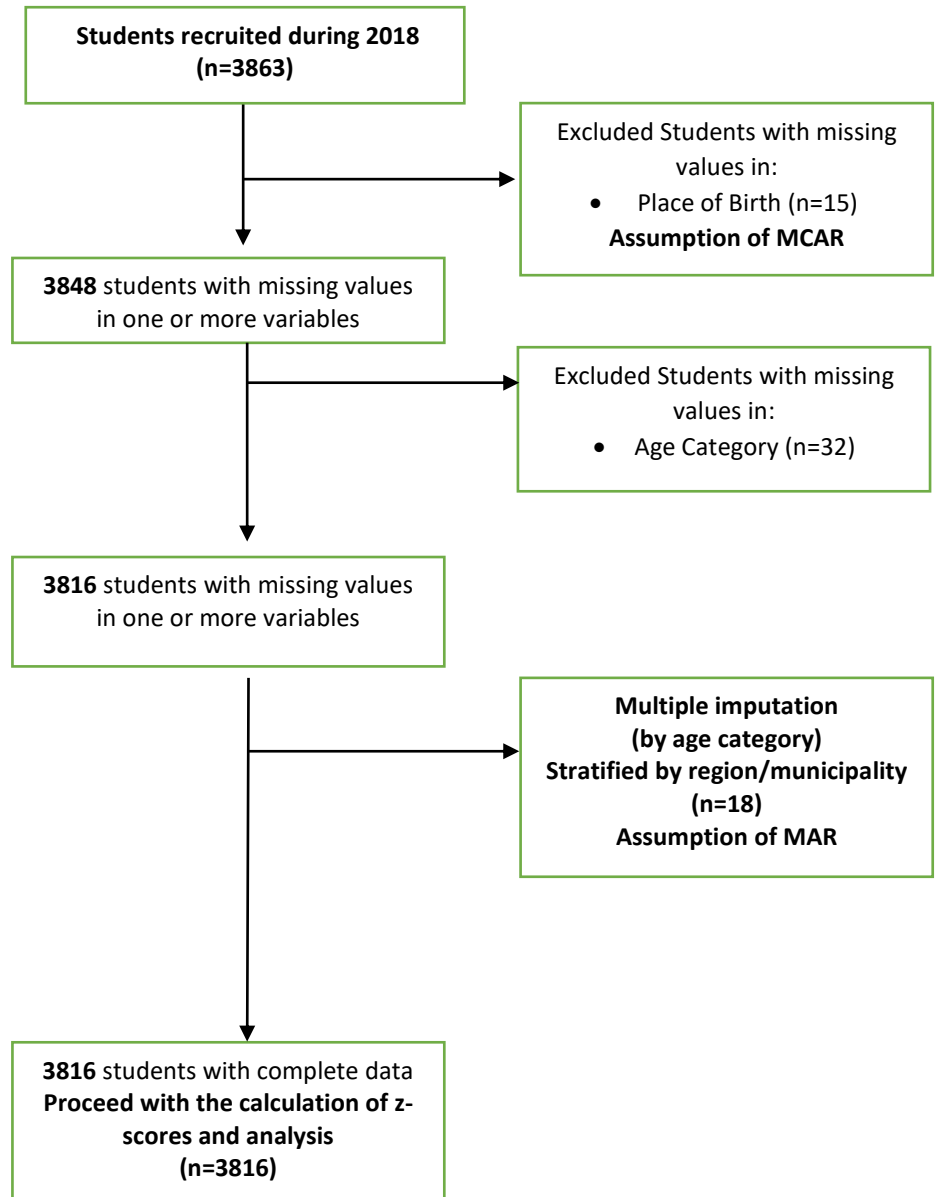 Students recruited during 2018
(n=3863)
Excluded Students with missing
values in:
• Place of Birth (n=15)
Assumption of MCAR
3848 students with missing values
in one or more variables
Excluded Students with missing
values in:
• Age Category (n=32)
3816 students with missing values
in one or more variables
Multiple imputation
(by age category)
Stratified by region/municipality
(n=18)
Assumption of MAR
3816 students with complete data
Proceed with the calculation of z-
scores and analysis
(n=3816)